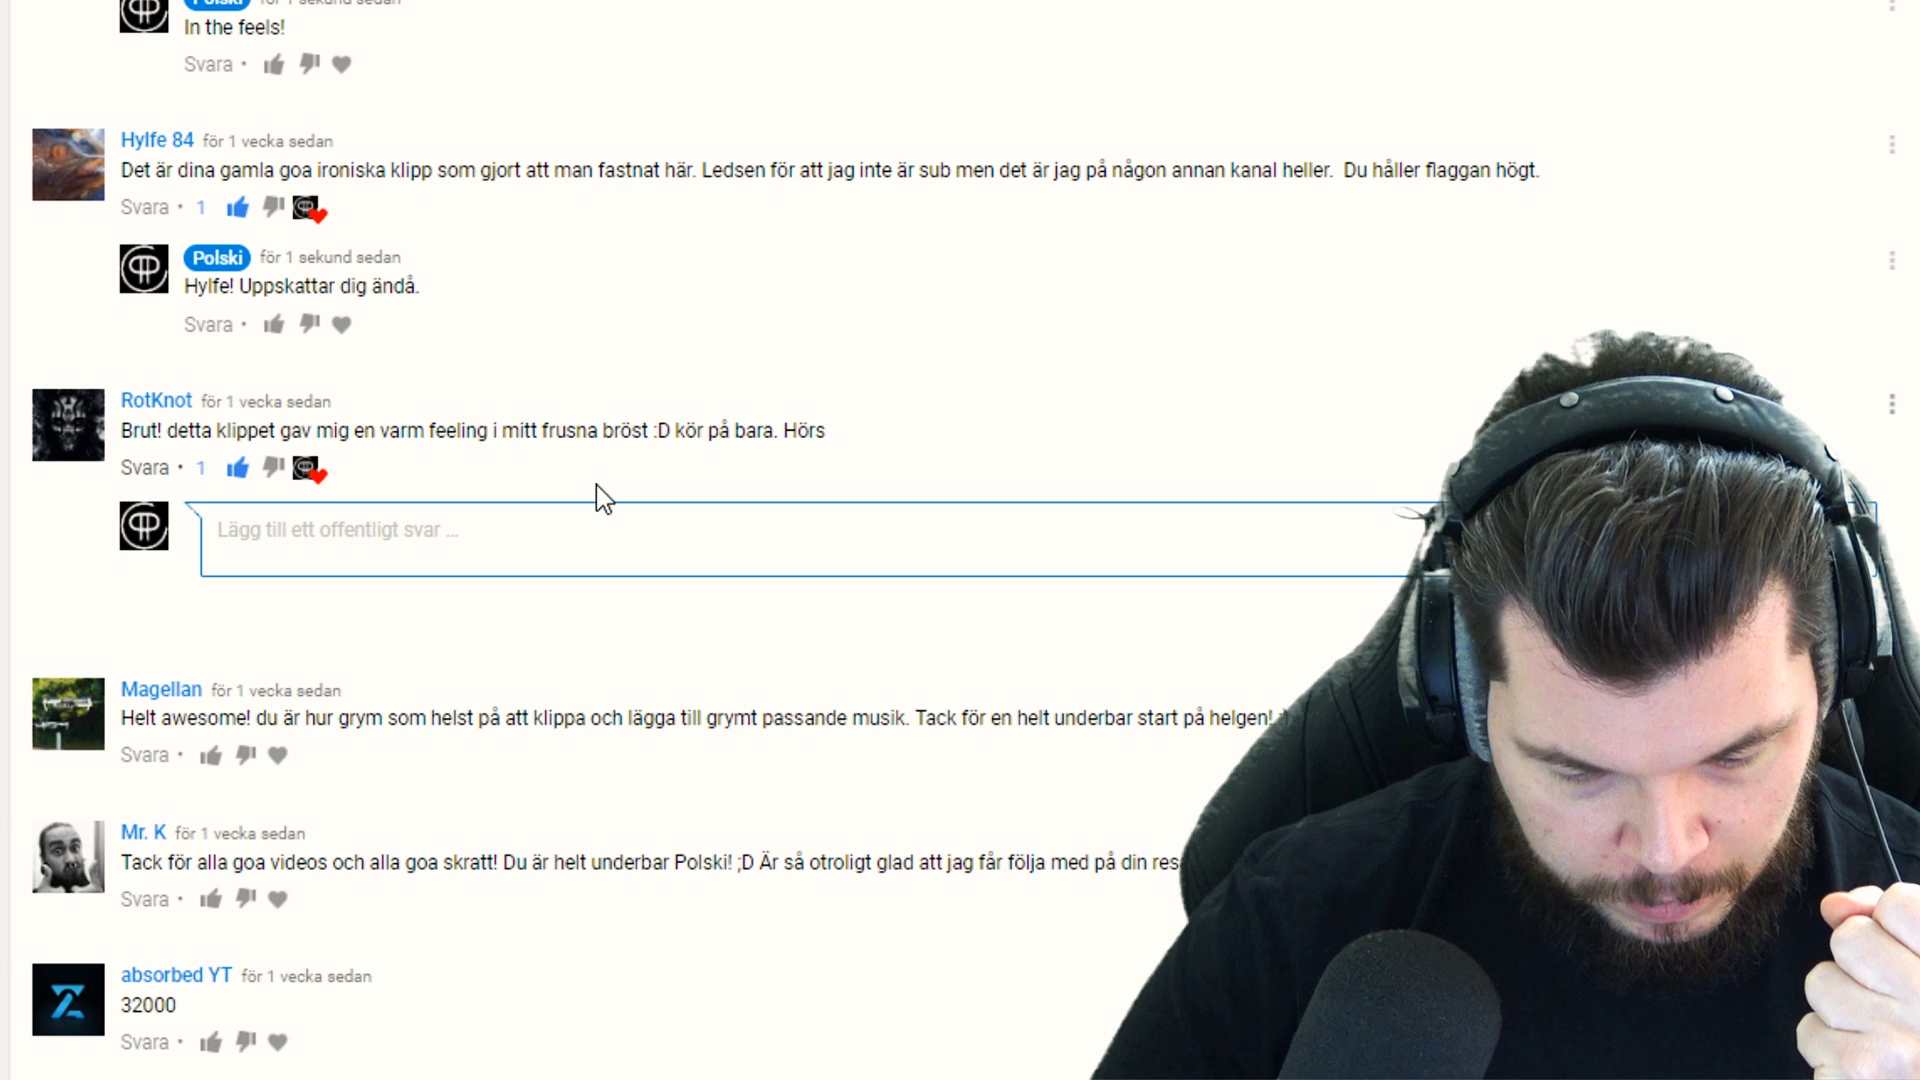 Polski för 1 sekund sedan
In the feels!
Svara •
Hylfe 84 för 1 vecka sedan
Det är dina gamla goa ironiska klipp som gjort att man fastnat här. Ledsen för att jag inte är sub men det är jag på någon annan kanal heller.  Du håller flaggan högt.
Svara • 1
Polski för 1 sekund sedan
Hylfe! Uppskattar dig ändå.
Svara •
RotKnot för 1 vecka sedan
Brut! detta klippet gav mig en varm feeling i mitt frusna bröst :D kör på bara. Hörs
Svara • 1
Lägg till ett offentligt svar ...
Magellan för 1 vecka sedan
Helt awesome! du är hur grym som helst på att klippa och lägga till grymt passande musik. Tack för en helt underbar start på helgen!
Svara •
Mr. K för 1 vecka sedan
Tack för alla goa videos och alla goa skratt! Du är helt underbar Polski! ;D Är så otroligt glad att jag får följa med på din res
Svara •
absorbed YT för 1 vecka sedan
32000
Svara •